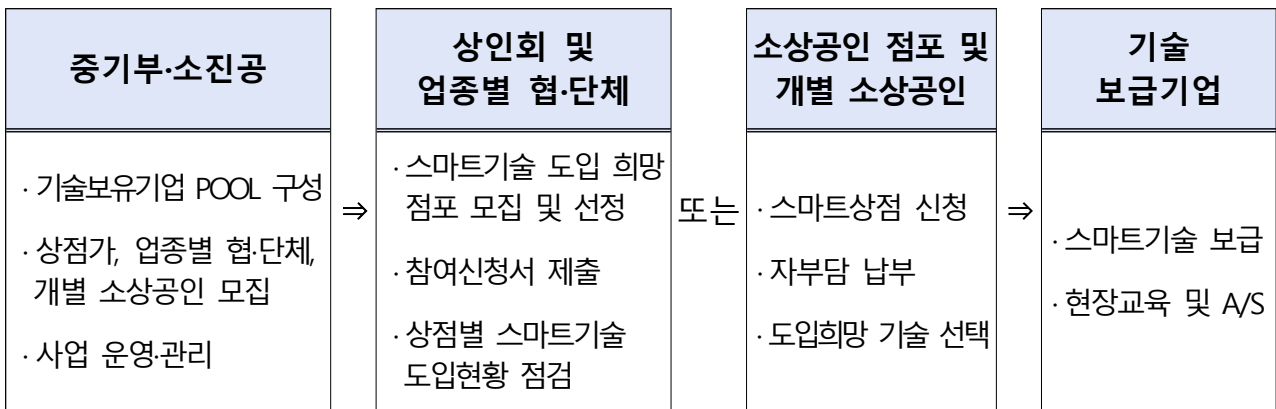 중기부·소진공
· 기술보유기업 POOL 구성
· 상점가, 업종별 협·단체,
개별 소상공인 모집
· 사업 운영·관리
⇒
상인회 및
업종별 협·단체
· 스마트기술 도입 희망
점포 모집 및 선정
· 참여신청서 제출
· 상점별 스마트기술
도입현황 점검
또는
소상공인 점포 및
개별 소상공인
· 스마트상점 신청
· 자부담 납부
· 도입희망 기술 선택
⇒
기술
보급기업
· 스마트기술 보급
· 현장교육 및 A/S